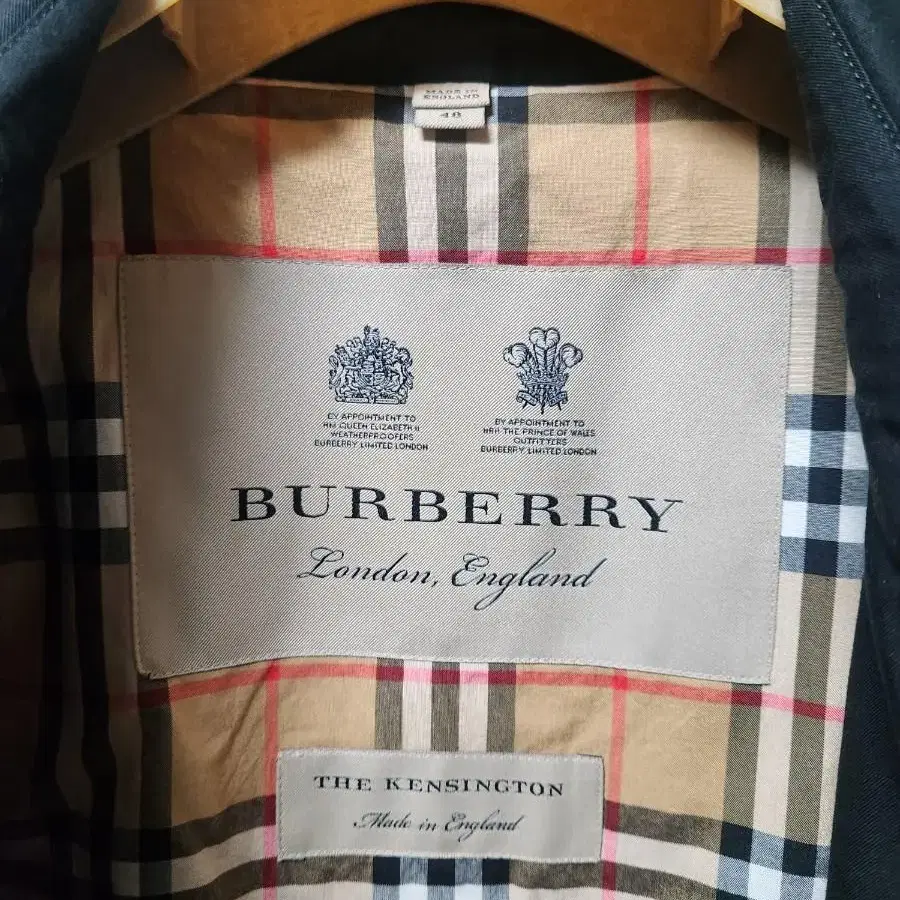 MADE IN
ENGLAND
48
BY APPOINTMENT TO
HM QUEEN ELIZABETH II
WEATHERPROOFERS
BURBERRY LIMITED LONDON
BY APPOINTMENT TO
HRH THE PRINCE OF WALES
OUTFITTERS
BURBERRY LIMITED LONDON
BURBERRY
London, England
THE KENSINGTON
Made in England